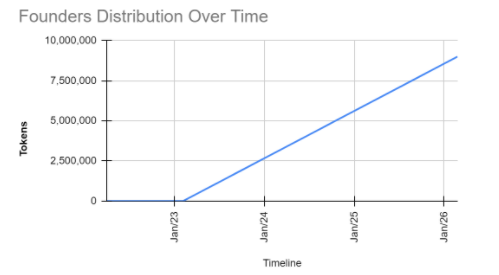 Founders Distribution Over Time
10,000,000
7,500,000
5,000,000
2,500,000
0
Tokens
Jan/23
Jan/24
Jan/25
Jan/26
Timeline